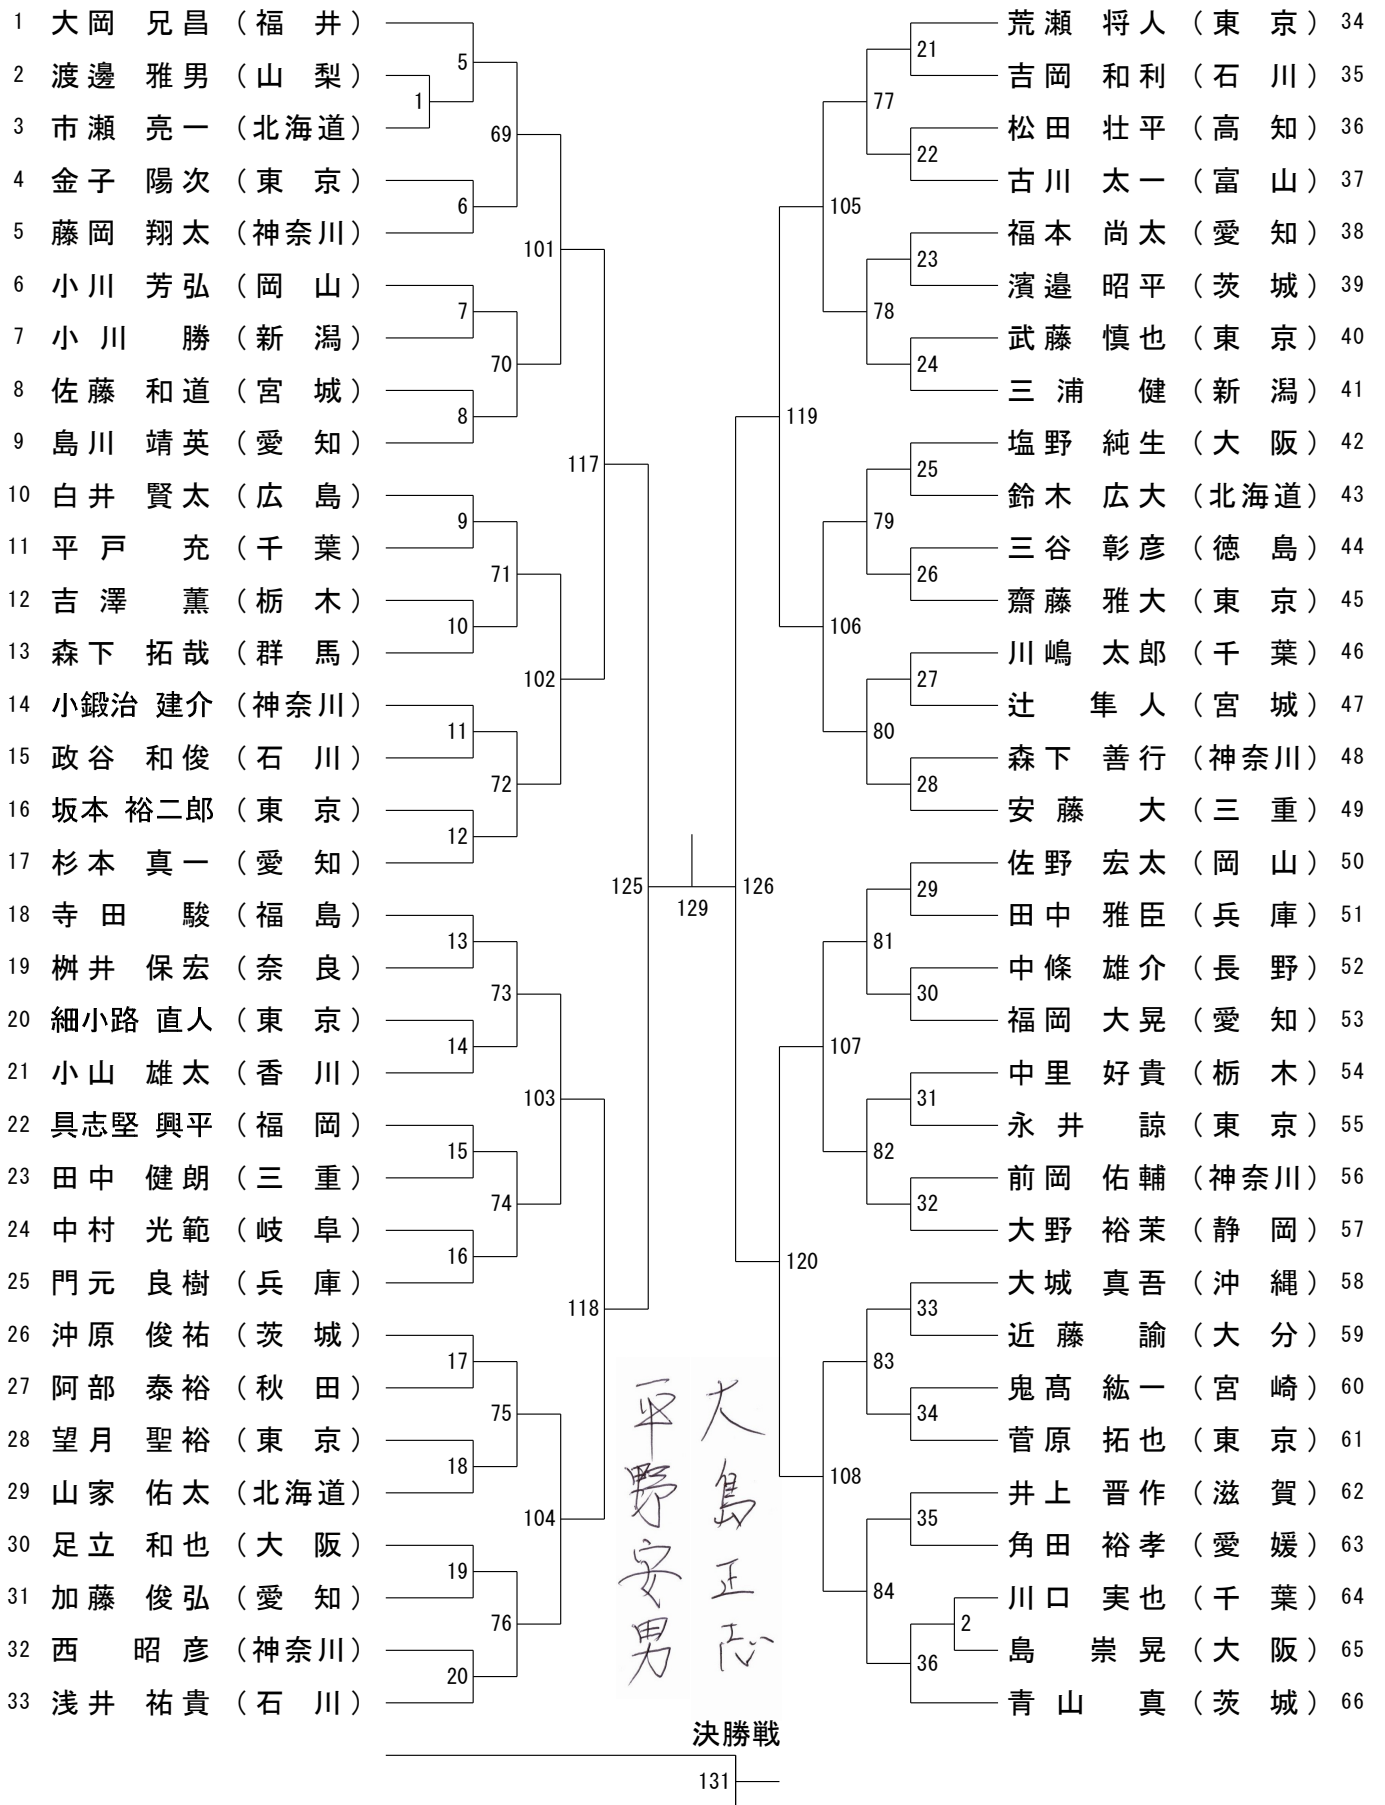 1 大岡 兄昌 (福 井)
2 渡邊 雅男 (山 梨)
3 市瀬 亮一 (北海道)
4 金子 陽次 (東 京)
5 藤岡 翔太 (神奈川)
6 小川 芳弘 (岡 山)
7 小川 勝 (新 潟)
8 佐藤 和道 (宮 城)
9 島川 靖英 (愛 知)
10 白井 賢太 (広 島)
11 平戸 充 (千 葉)
12 吉澤 薫 (栃 木)
13 森下 拓哉 (群 馬)
14 小鍛治 建介 (神奈川)
15 政谷 和俊 (石 川)
16 坂本 裕二郎 (東 京)
17 杉本 真一 (愛 知)
18 寺田 駿 (福 島)
19 桝井 保宏 (奈 良)
20 細小路 直人 (東 京)
21 小山 雄太 (香 川)
22 具志堅 興平 (福 岡)
23 田中 健朗 (三 重)
24 中村 光範 (岐 阜)
25 門元 良樹 (兵 庫)
26 沖原 俊祐 (茨 城)
27 阿部 泰裕 (秋 田)
28 望月 聖裕 (東 京)
29 山家 佑太 (北海道)
30 足立 和也 (大 阪)
31 加藤 俊弘 (愛 知)
32 西 昭彦 (神奈川)
33 浅井 祐貴 (石 川)
1
5
6
7
8
9
10
11
12
13
14
15
16
17
18
19
20
69
70
71
72
73
74
75
76
101
102
103
104
117
118
125
129
126
119
120
105
106
107
108
77
78
79
80
81
82
83
84
21
22
23
24
25
26
27
28
29
30
31
32
33
34
35
36
2
荒瀬 将人 (東 京) 34
吉岡 和利 (石 川) 35
松田 壮平 (高 知) 36
古川 太一 (富 山) 37
福本 尚太 (愛 知) 38
濱邉 昭平 (茨 城) 39
武藤 慎也 (東 京) 40
三浦 健 (新 潟) 41
塩野 純生 (大 阪) 42
鈴木 広大 (北海道) 43
三谷 彰彦 (徳 島) 44
齋藤 雅大 (東 京) 45
川嶋 太郎 (千 葉) 46
辻 隼人 (宮 城) 47
森下 善行 (神奈川) 48
安藤 大 (三 重) 49
佐野 宏太 (岡 山) 50
田中 雅臣 (兵 庫) 51
中條 雄介 (長 野) 52
福岡 大晃 (愛 知) 53
中里 好貴 (栃 木) 54
永井 諒 (東 京) 55
前岡 佑輔 (神奈川) 56
大野 裕茉 (静 岡) 57
大城 真吾 (沖 縄) 58
近藤 諭 (大 分) 59
鬼髙 紘一 (宮 崎) 60
菅原 拓也 (東 京) 61
井上 晋作 (滋 賀) 62
角田 裕孝 (愛 媛) 63
川口 実也 (千 葉) 64
島 崇晃 (大 阪) 65
青山 真 (茨 城) 66
大島正志
平野安男
決勝戦
131